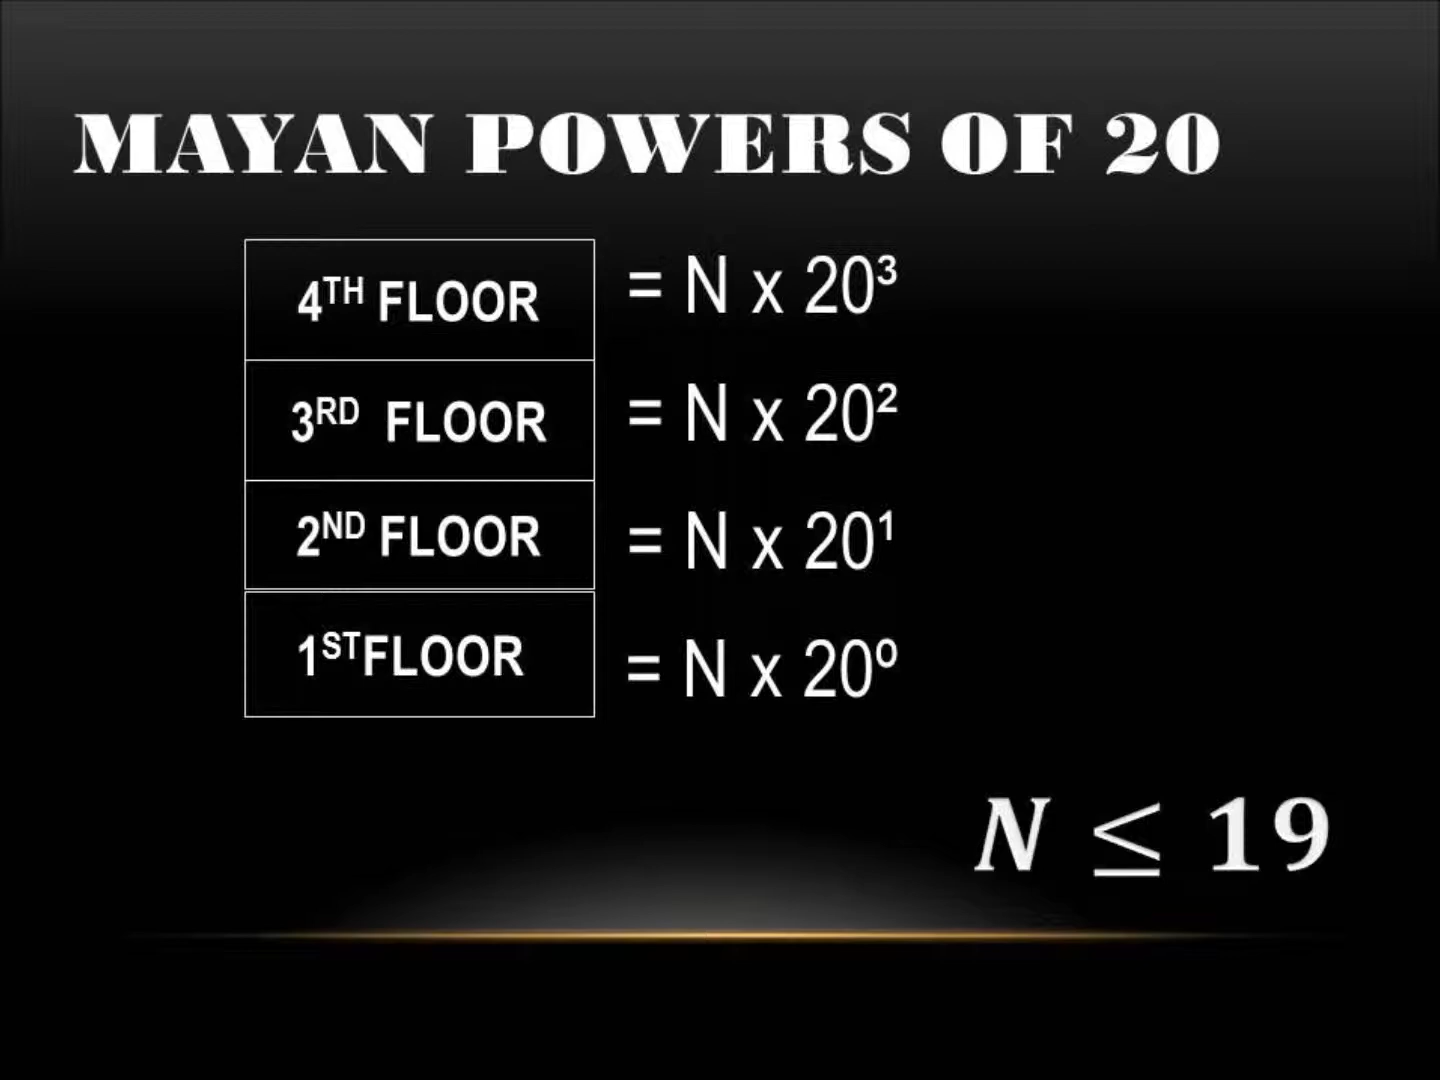 MAYAN POWERS OF 20
4TH FLOOR = N x 20³
3RD FLOOR = N x 20²
2ND FLOOR = N x 20¹
1STFLOOR = N x 20⁰
N ≤ 19